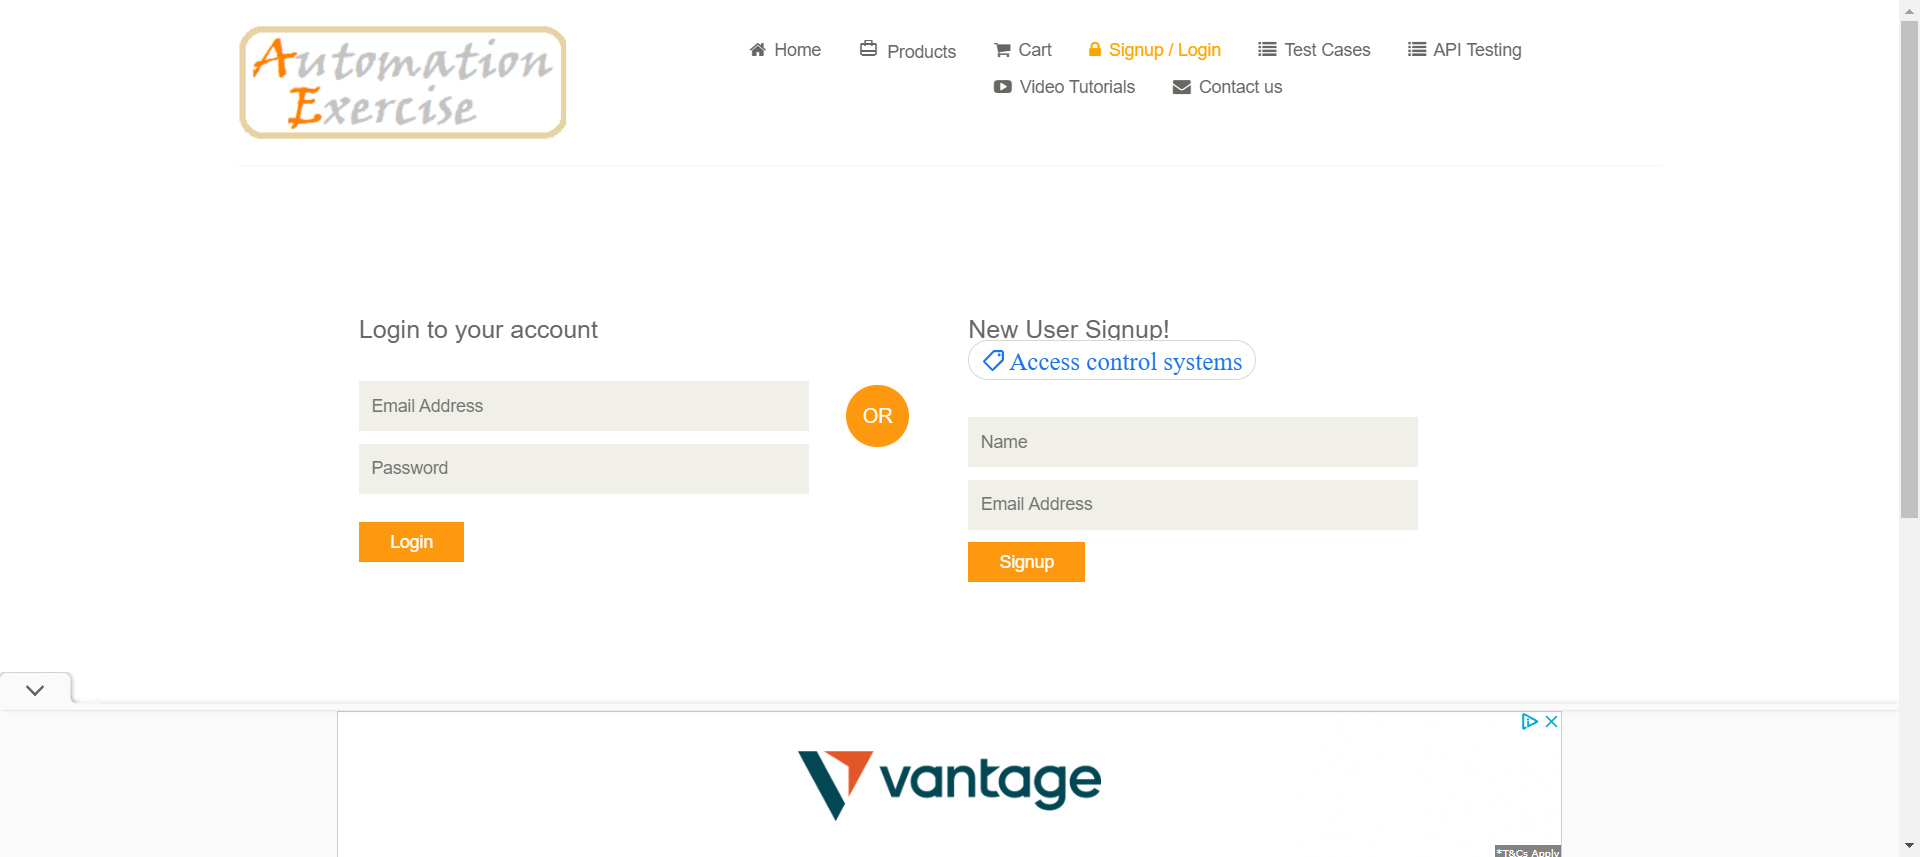 Automation
Exercise
Home
Products
Cart
Signup / Login
Test Cases
API Testing
Video Tutorials
Contact us
Login to your account
Email Address
Password
Login
OR
New User Signup!
Access control systems
Name
Email Address
Signup
vantage
*T&Cs Apply